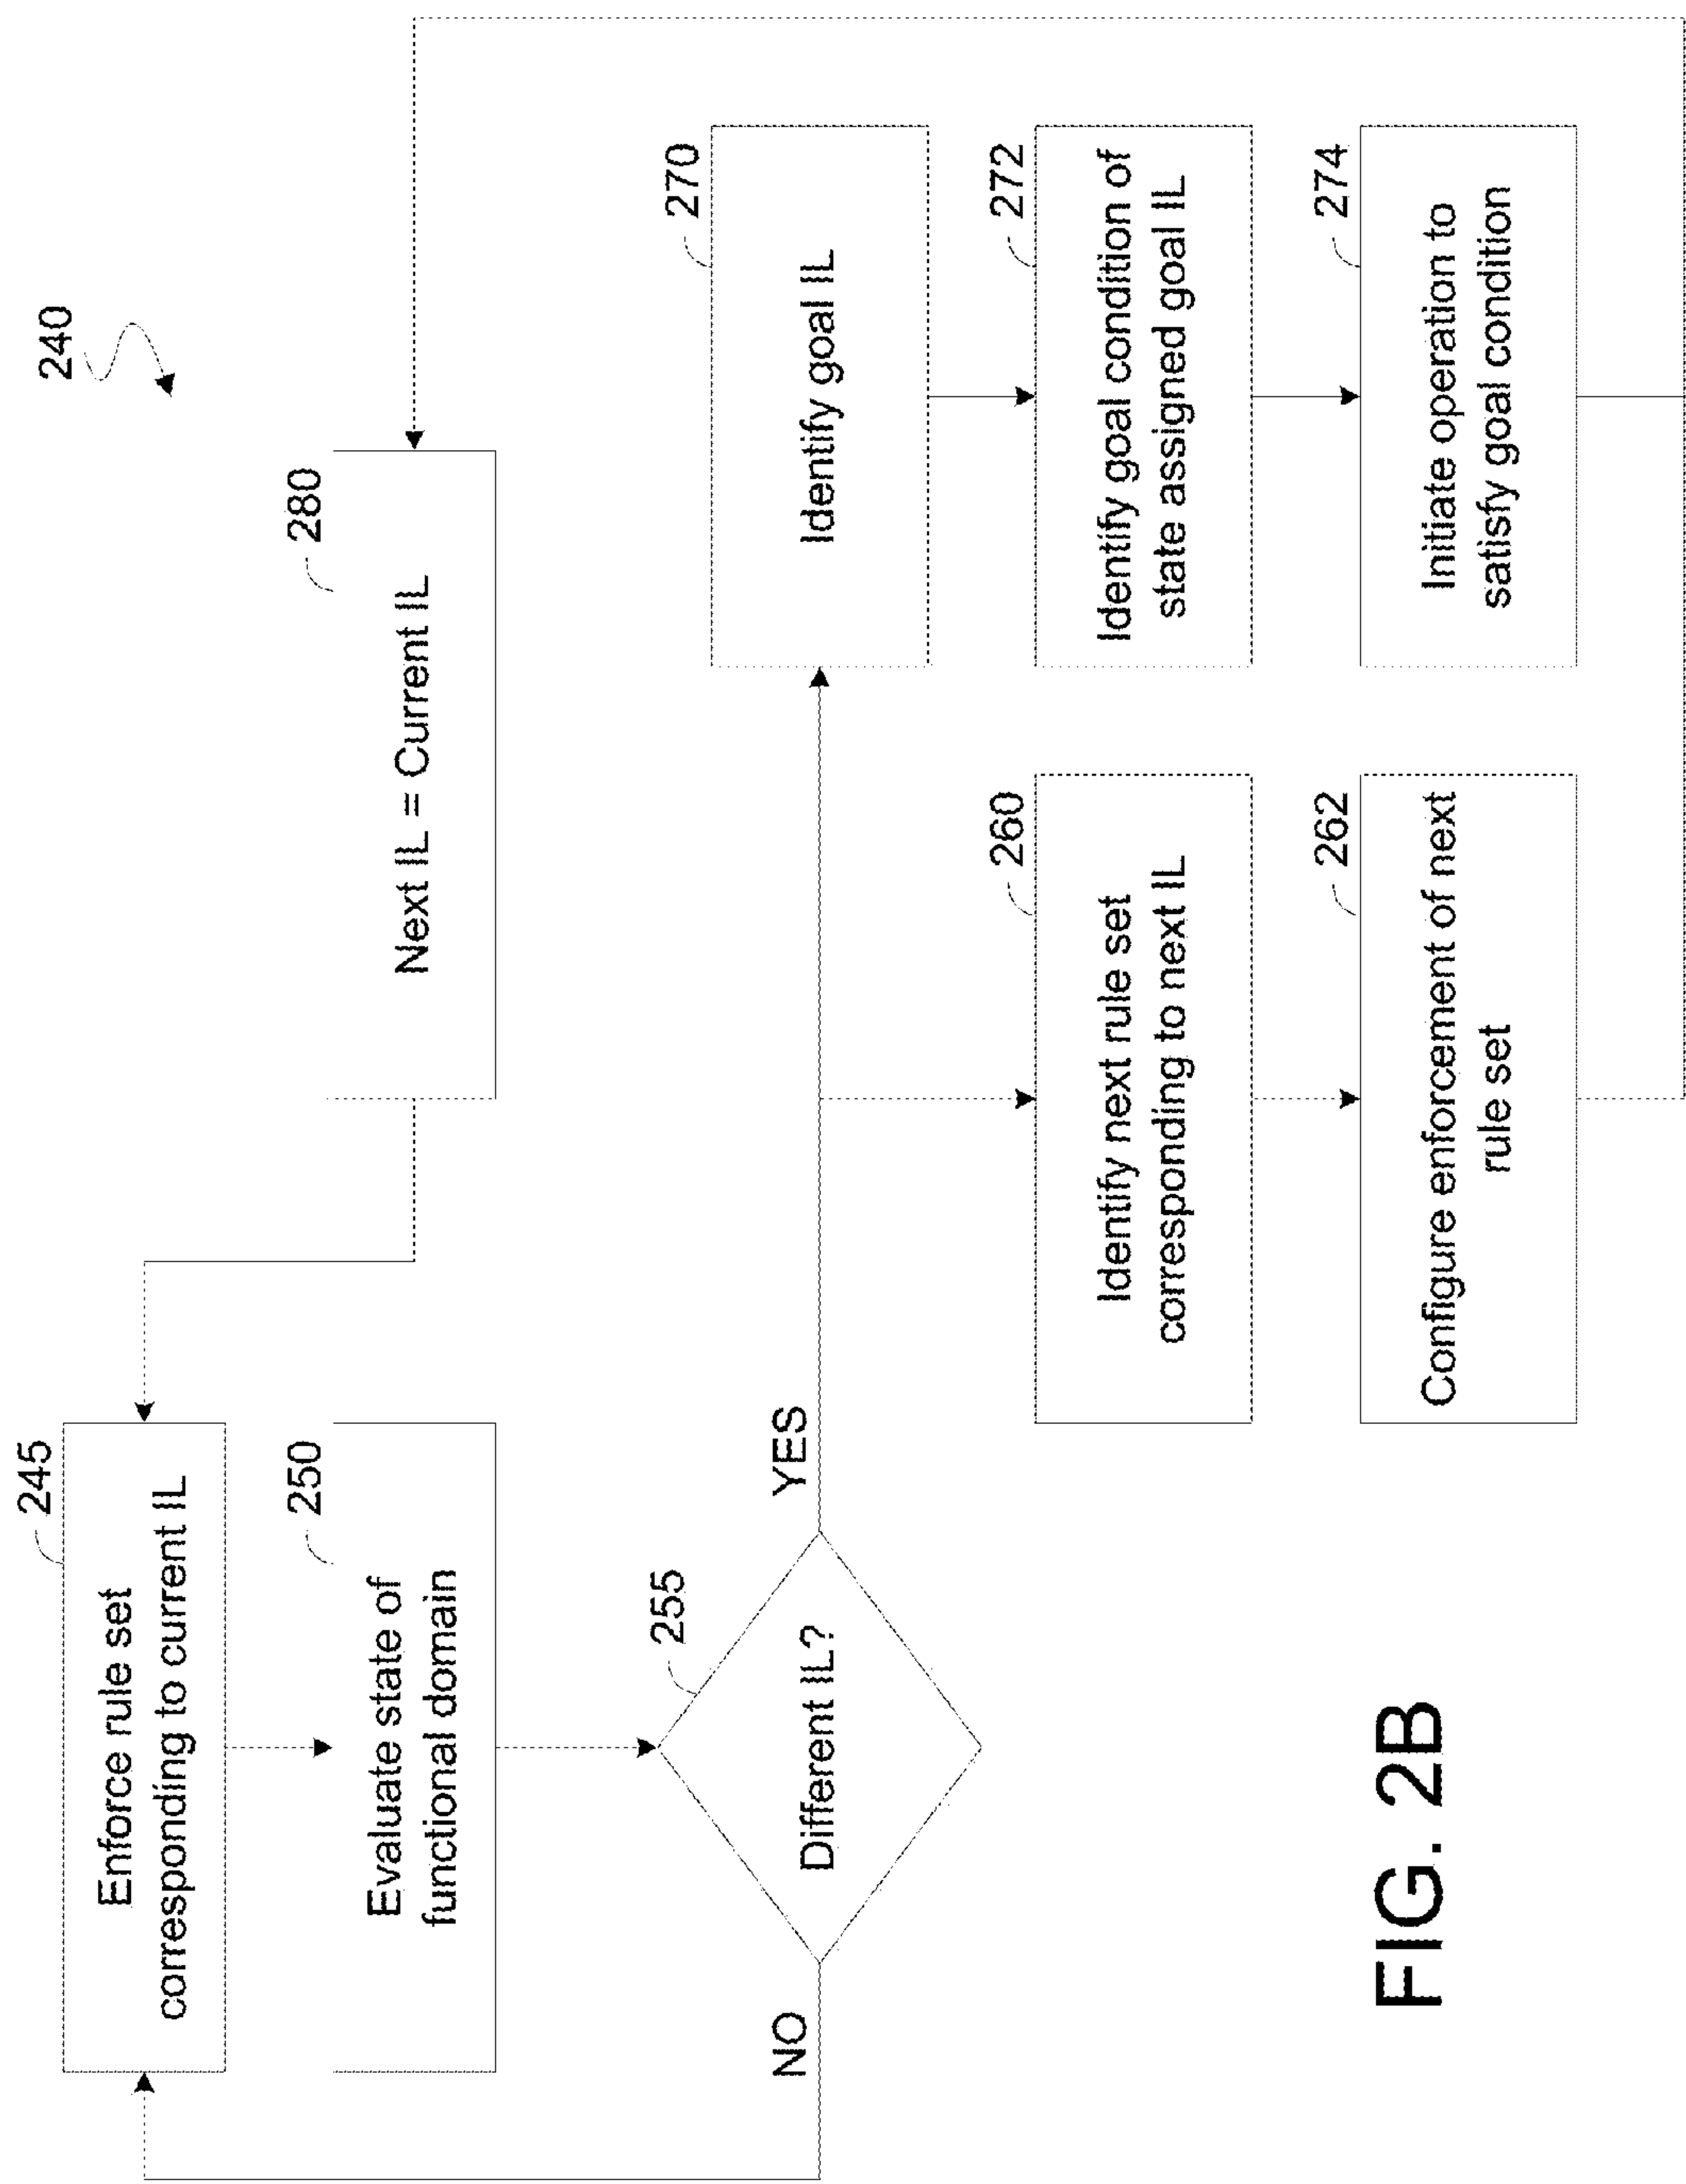 240
245
Enforce rule set
corresponding to current IL
280
Next IL = Current IL
250
Evaluate state of
functional domain
255
Different IL?
NO
YES
270
Identify goal IL
260
Identify next rule set
corresponding to next IL
272
Identify goal condition of
state assigned goal IL
262
Configure enforcement of next
rule set
274
Initiate operation to
satisfy goal condition
FIG. 2B